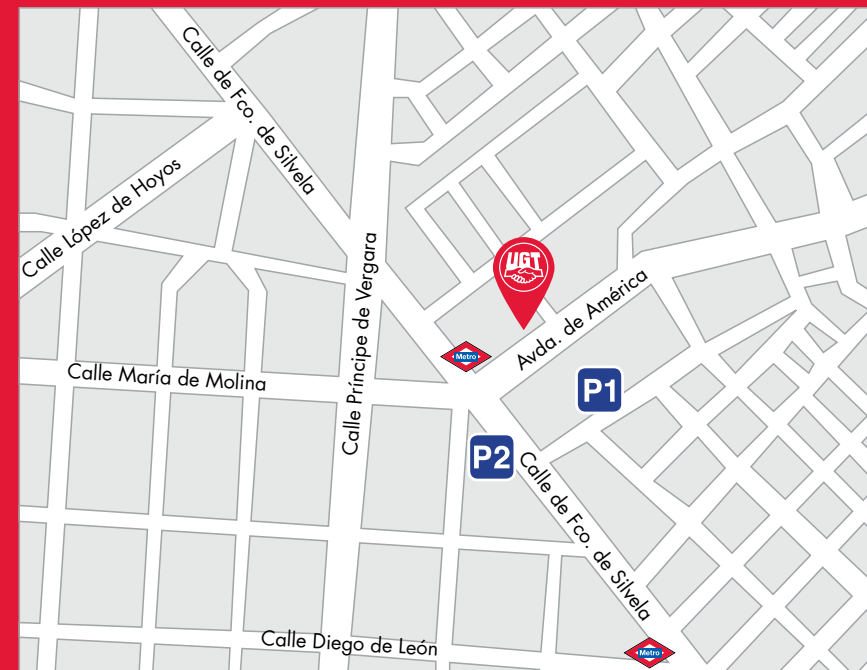 Calle de Fco. de Silvela
Calle López de Hoyos
Calle Príncipe de Vergara
UGT
Avda. de América
Metro
Calle María de Molina
P1
P2
Calle de Fco. de Silvela
Calle Diego de León
Metro